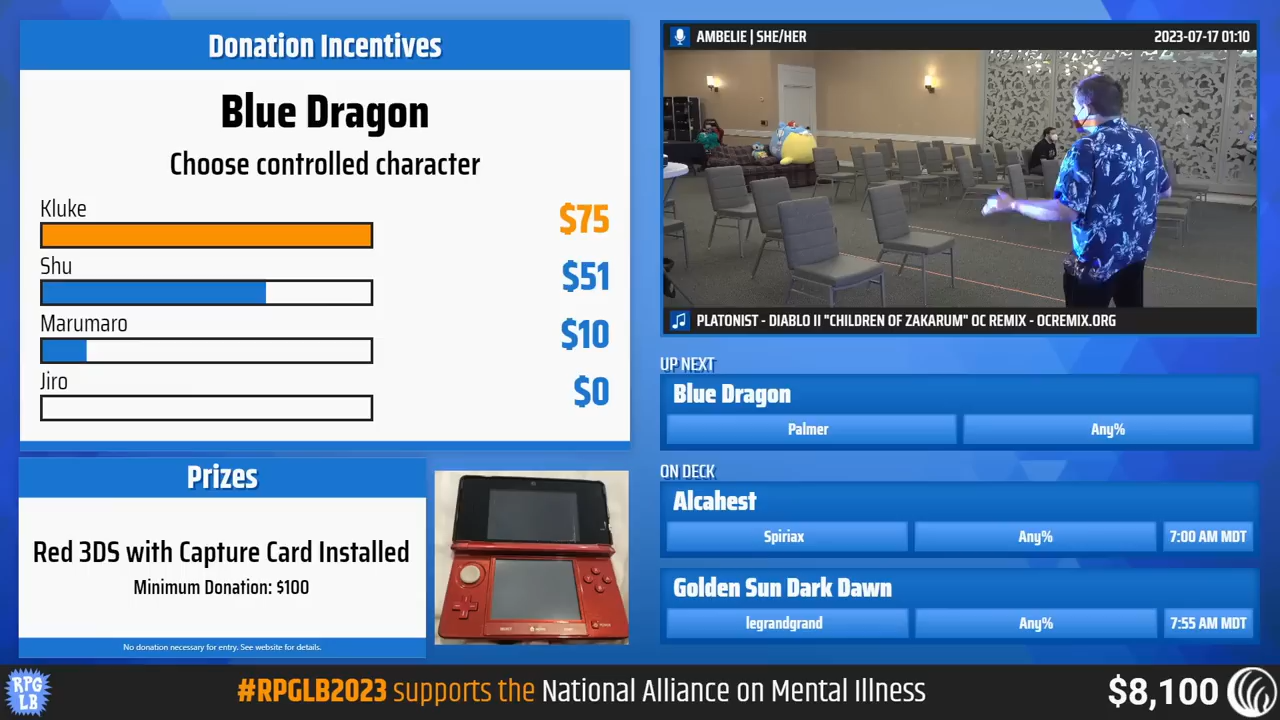 Donation Incentives
Blue Dragon
Choose controlled character
Kluke
$75
Shu
$51
Marumaro
$10
Jiro
$0
Prizes
Red 3DS with Capture Card Installed
Minimum Donation: $100
No donation necessary for entry. See website for details.
AMBELIE | SHE/HER
2023-07-17 01:10
PLATONIST - DIABLO II "CHILDREN OF ZAKARUM" OC REMIX - OCREMIX.ORG
UP NEXT
Blue Dragon
Palmer
Any%
ON DECK
Alcahest
Spiriax
Any%
7:00 AM MDT
Golden Sun Dark Dawn
legrandgrand
Any%
7:55 AM MDT
RPG
LB
#RPGLB2023 supports the National Alliance on Mental Illness
$8,100